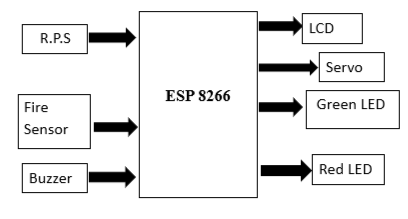 R.P.S
Fire
Sensor
Buzzer
ESP 8266
LCD
Servo
Green LED
Red LED